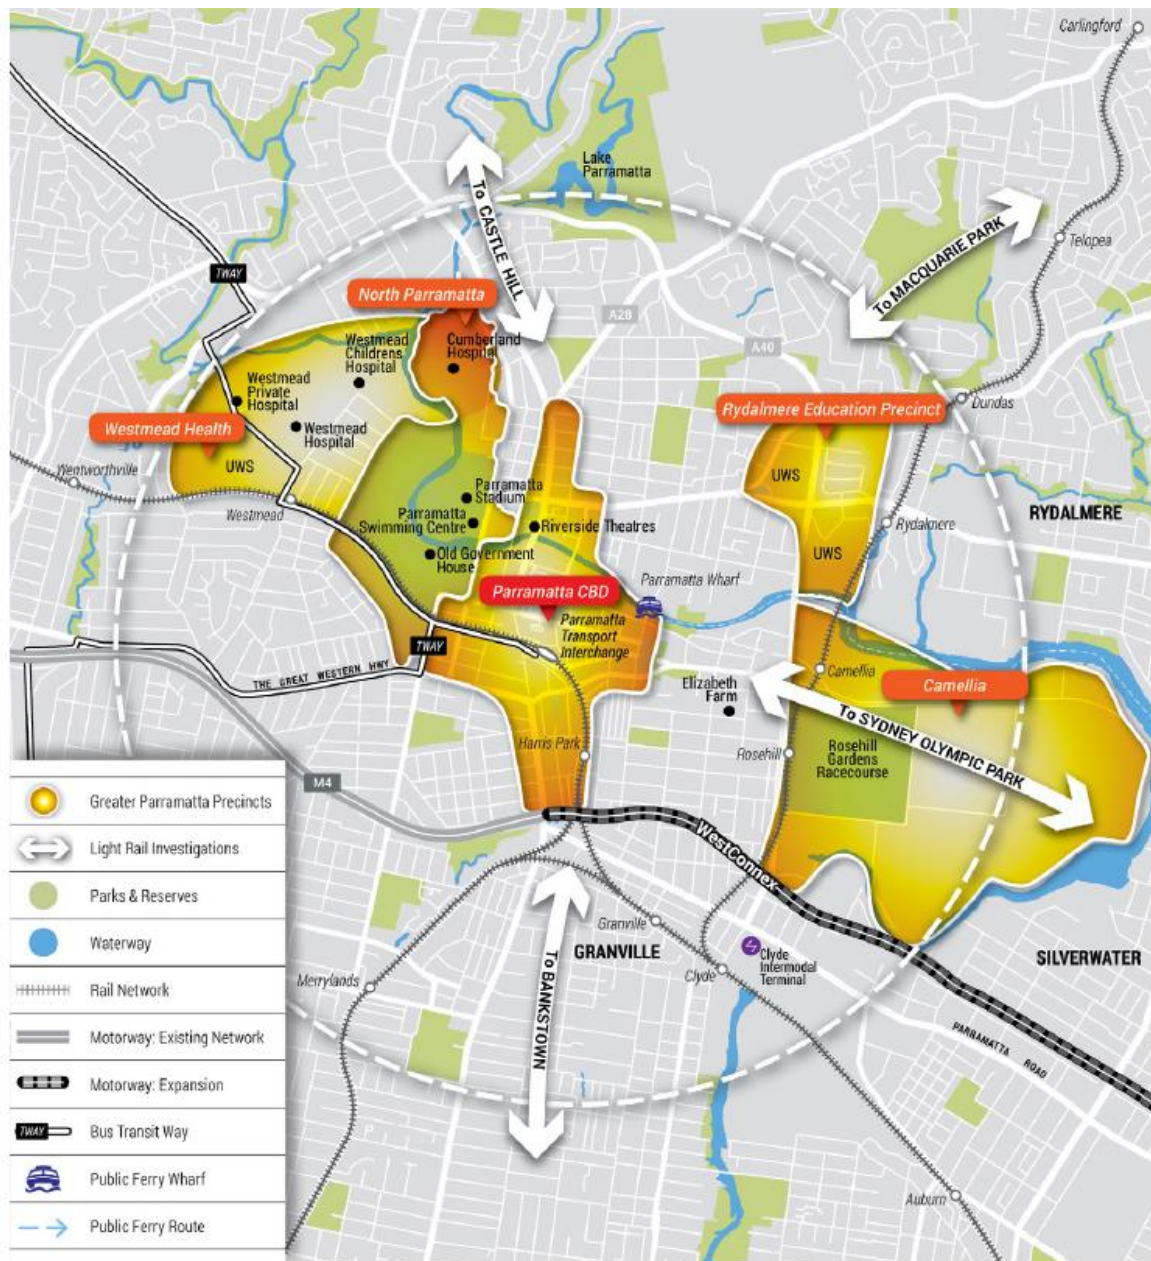 Carlingford
Lake
Parramatta
To CASTLE HILL
To MACQUARIE PARK
Telopea
TWAY
North Parramatta
A28
A40
Westmead
Childrens
Hospital
Cumberland
Hospital
Westmead
Private
Hospital
Rydalmere Education Precinct
Dundas
Westmead Health
Westmead
Hospital
UWS
Wentworthville
Westmead
UWS
Parramatta
Stadium
Parramatta
Swimming Centre
Riverside Theatres
Old Government
House
RYDALMERE
Rydalmere
UWS
Parramatta Wharf
Parramatta CBD
Parramatta
Transport
Interchange
TWAY
THE GREAT WESTERN HWY
Elizabeth
Farm
Camellia
Camellia
To SYDNEY OLYMPIC PARK
Harris Park
Rosehill
Rosehill
Gardens
Racecourse
M4
WestConnex
Granville
GRANVILLE
To BANKSTOWN
Merrylands
Clyde
Clyde
Intermodal
Terminal
SILVERWATER
PARRAMATTA ROAD
Auburn
Greater Parramatta Precincts
Light Rail Investigations
Parks & Reserves
Waterway
Rail Network
Motorway: Existing Network
Motorway: Expansion
TWAY
Bus Transit Way
Public Ferry Wharf
Public Ferry Route